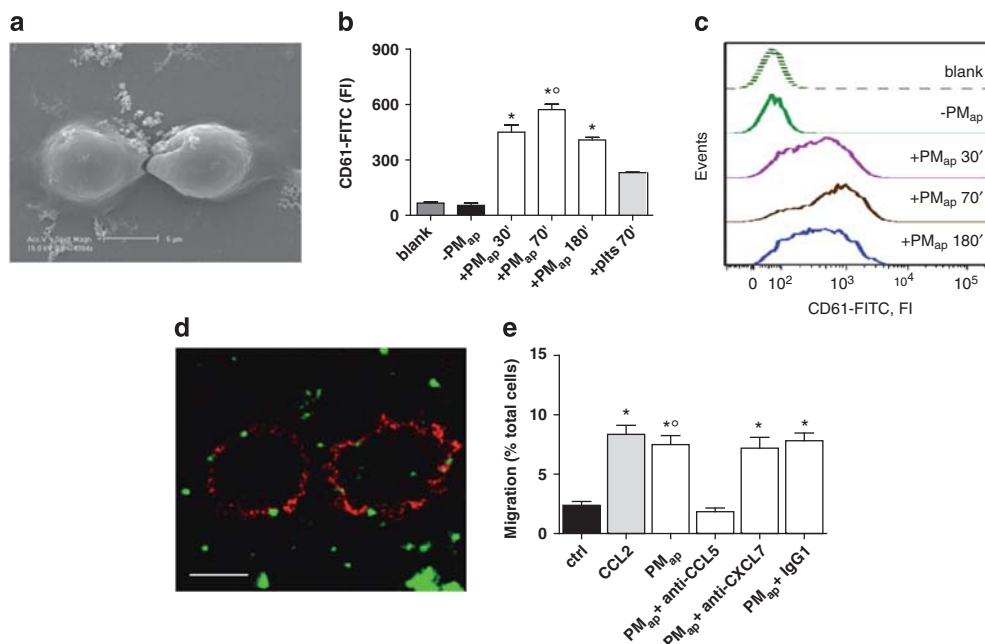 a
b
c
900
600
300
0
CD61-FITC (FI)
*
*°
*
blank
-PMap
+PMap 30′
+PMap 70′
+PMap 180′
+plts 70′
Events
blank
-PMap
+PMap 30′
+PMap 70′
+PMap 180′
0 10² 10³ 10⁴ 10⁵
CD61-FITC, FI
5 µm
d
e
15
10
5
0
Migration (% total cells)
*
*°
*
*
ctrl
CCL2
PMap
PMap+ anti-CCL5
PMap+ anti-CXCL7
PMap+ IgG1